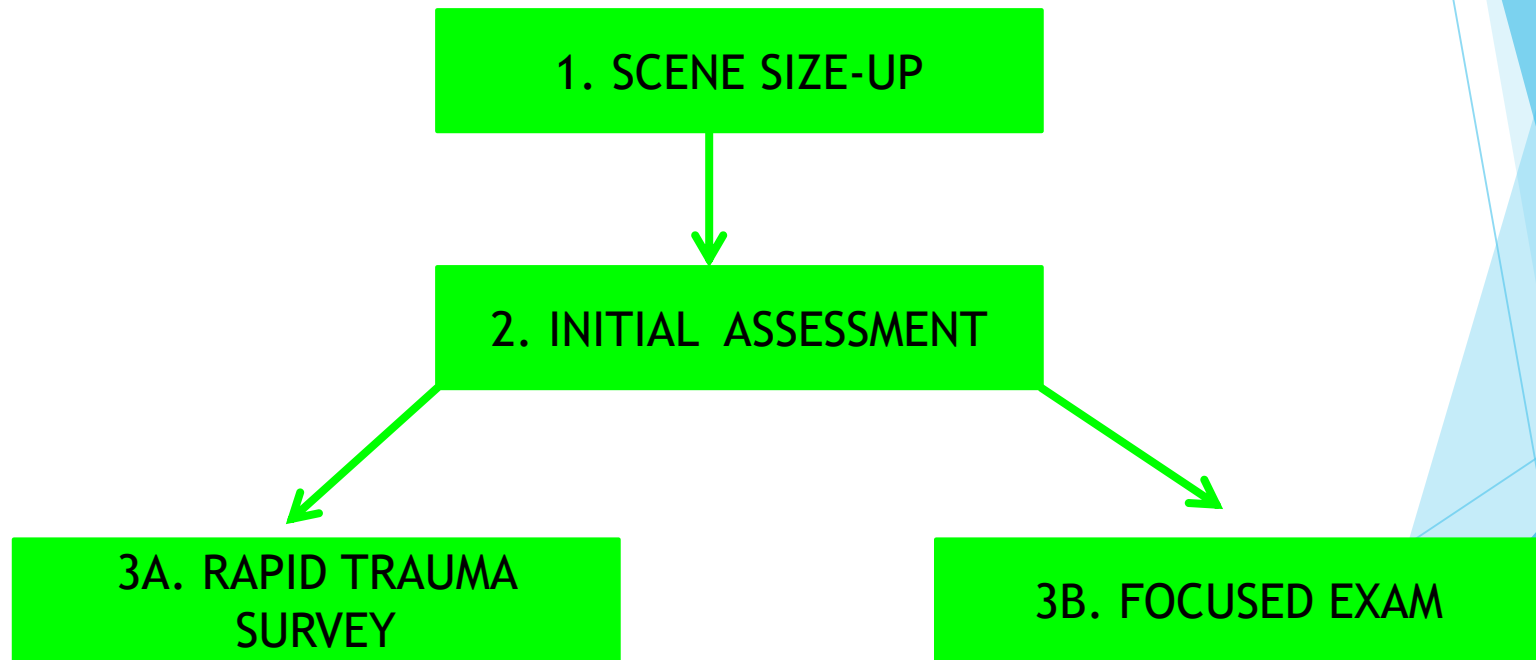 1. SCENE SIZE-UP
2. INITIAL ASSESSMENT
3A. RAPID TRAUMA
SURVEY
3B. FOCUSED EXAM